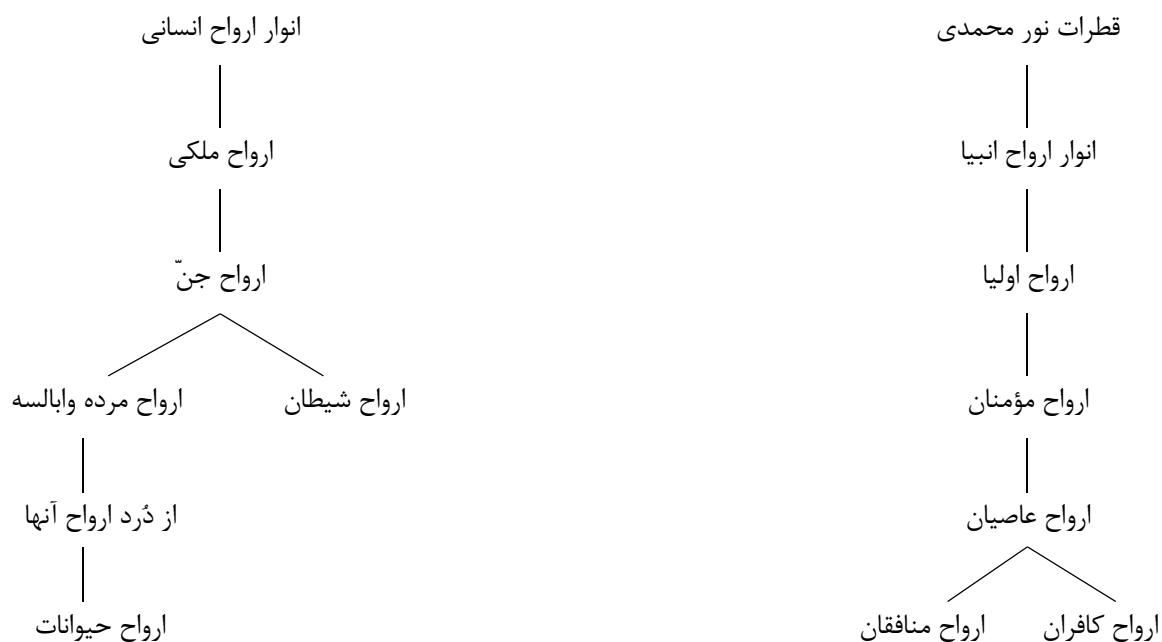 قطرات نور محمدی
انوار ارواح انبیا
ارواح اولیا
ارواح مؤمنان
ارواح عاصیان
ارواح کافران
ارواح منافقان
انوار ارواح انسانی
ارواح ملکی
ارواح جنّ
ارواح شیطان
ارواح مرده وابالسه
از دُرد ارواح آنها
ارواح حیوانات